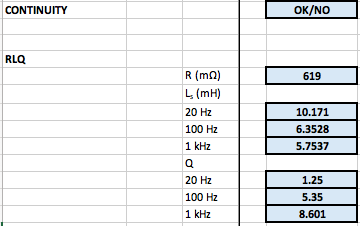 CONTINUITY OK/NO
RLQ
R (mΩ) 619
Ls (mH)
20 Hz 10.171
100 Hz 6.3528
1 kHz 5.7537
Q
20 Hz 1.25
100 Hz 5.35
1 kHz 8.601